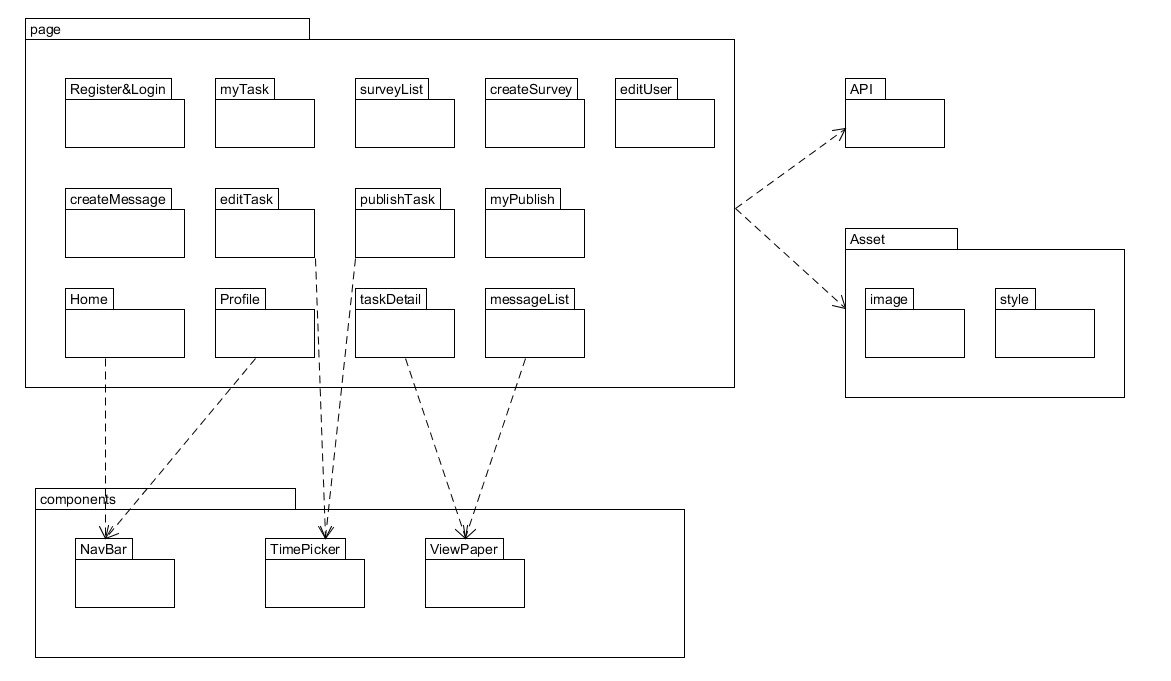 page
Register&Login
myTask
surveyList
createSurvey
editUser
API
createMessage
editTask
publishTask
myPublish
Asset
Home
Profile
taskDetail
messageList
image
style
components
NavBar
TimePicker
ViewPaper